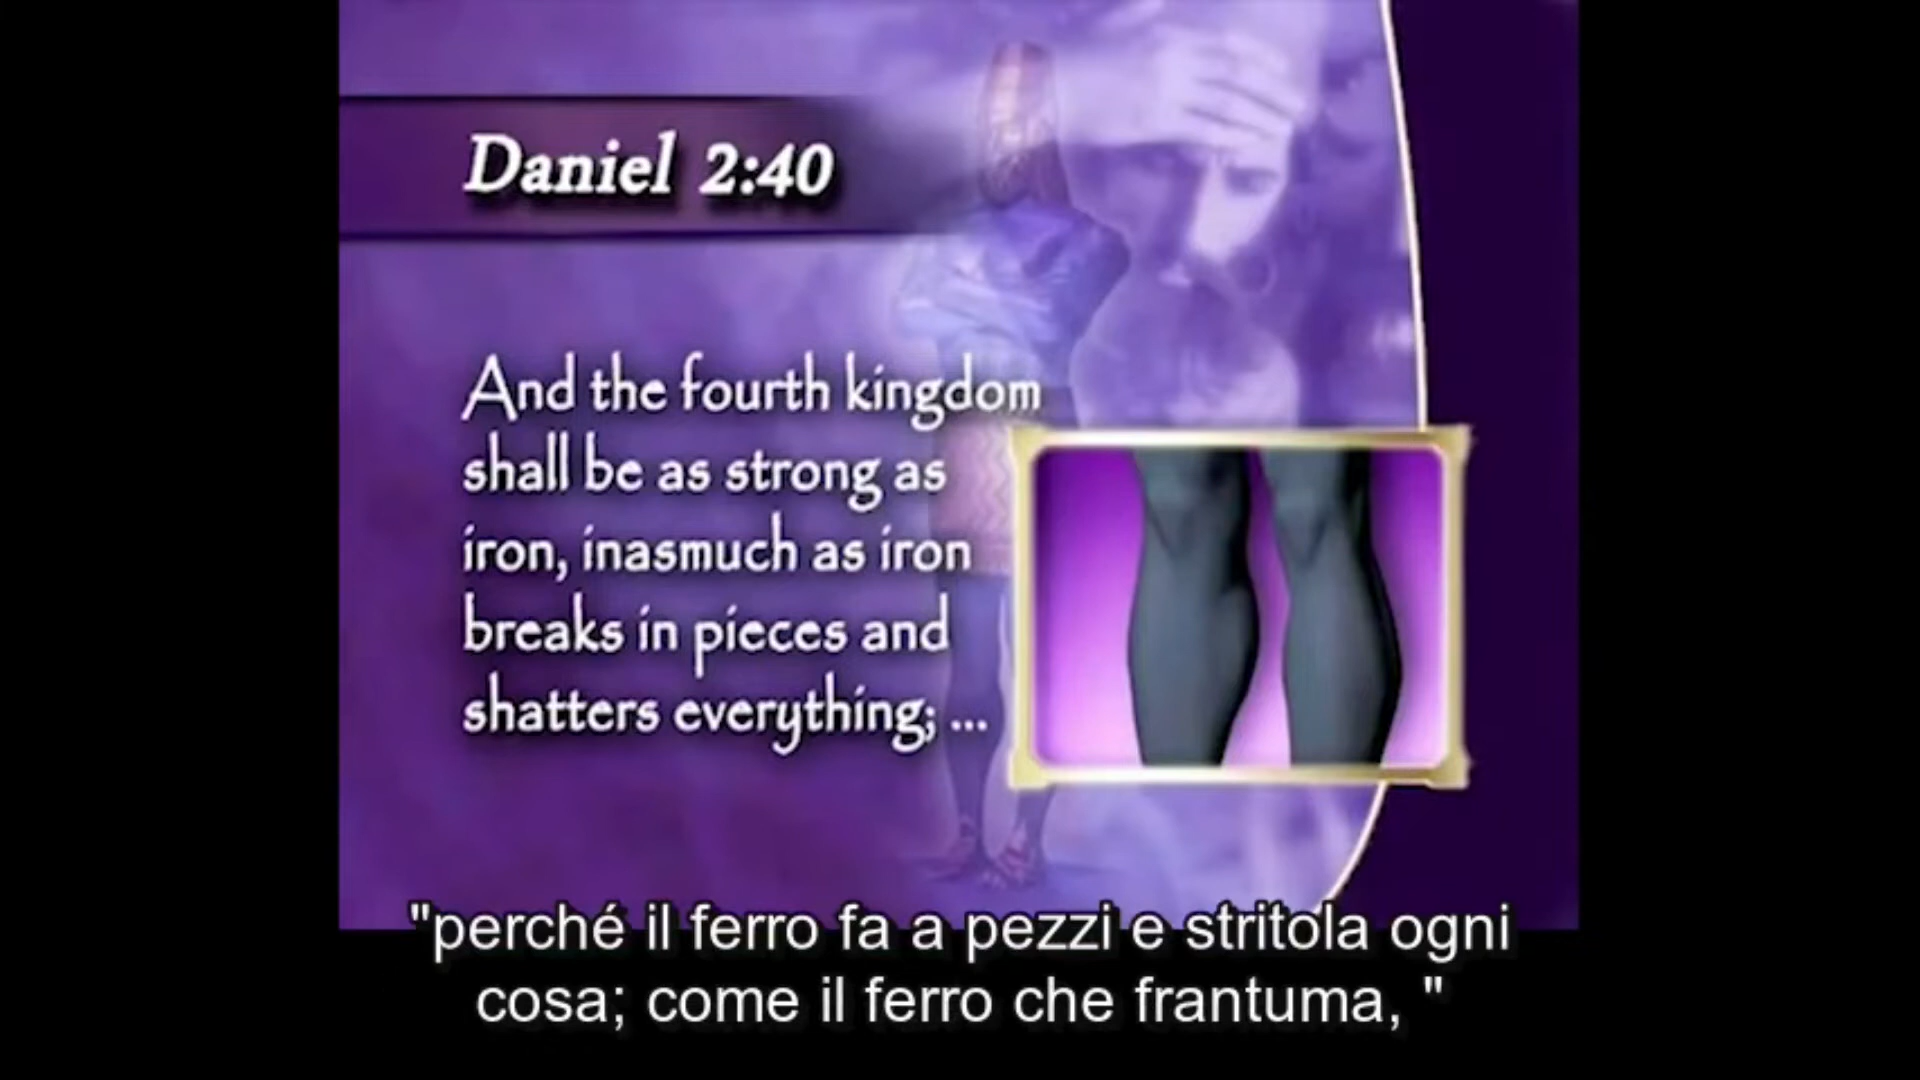 Daniel 2:40
And the fourth kingdom
shall be as strong as
iron, inasmuch as iron
breaks in pieces and
shatters everything; ...
"perché il ferro fa a pezzi e stritola ogni
cosa; come il ferro che frantuma, "